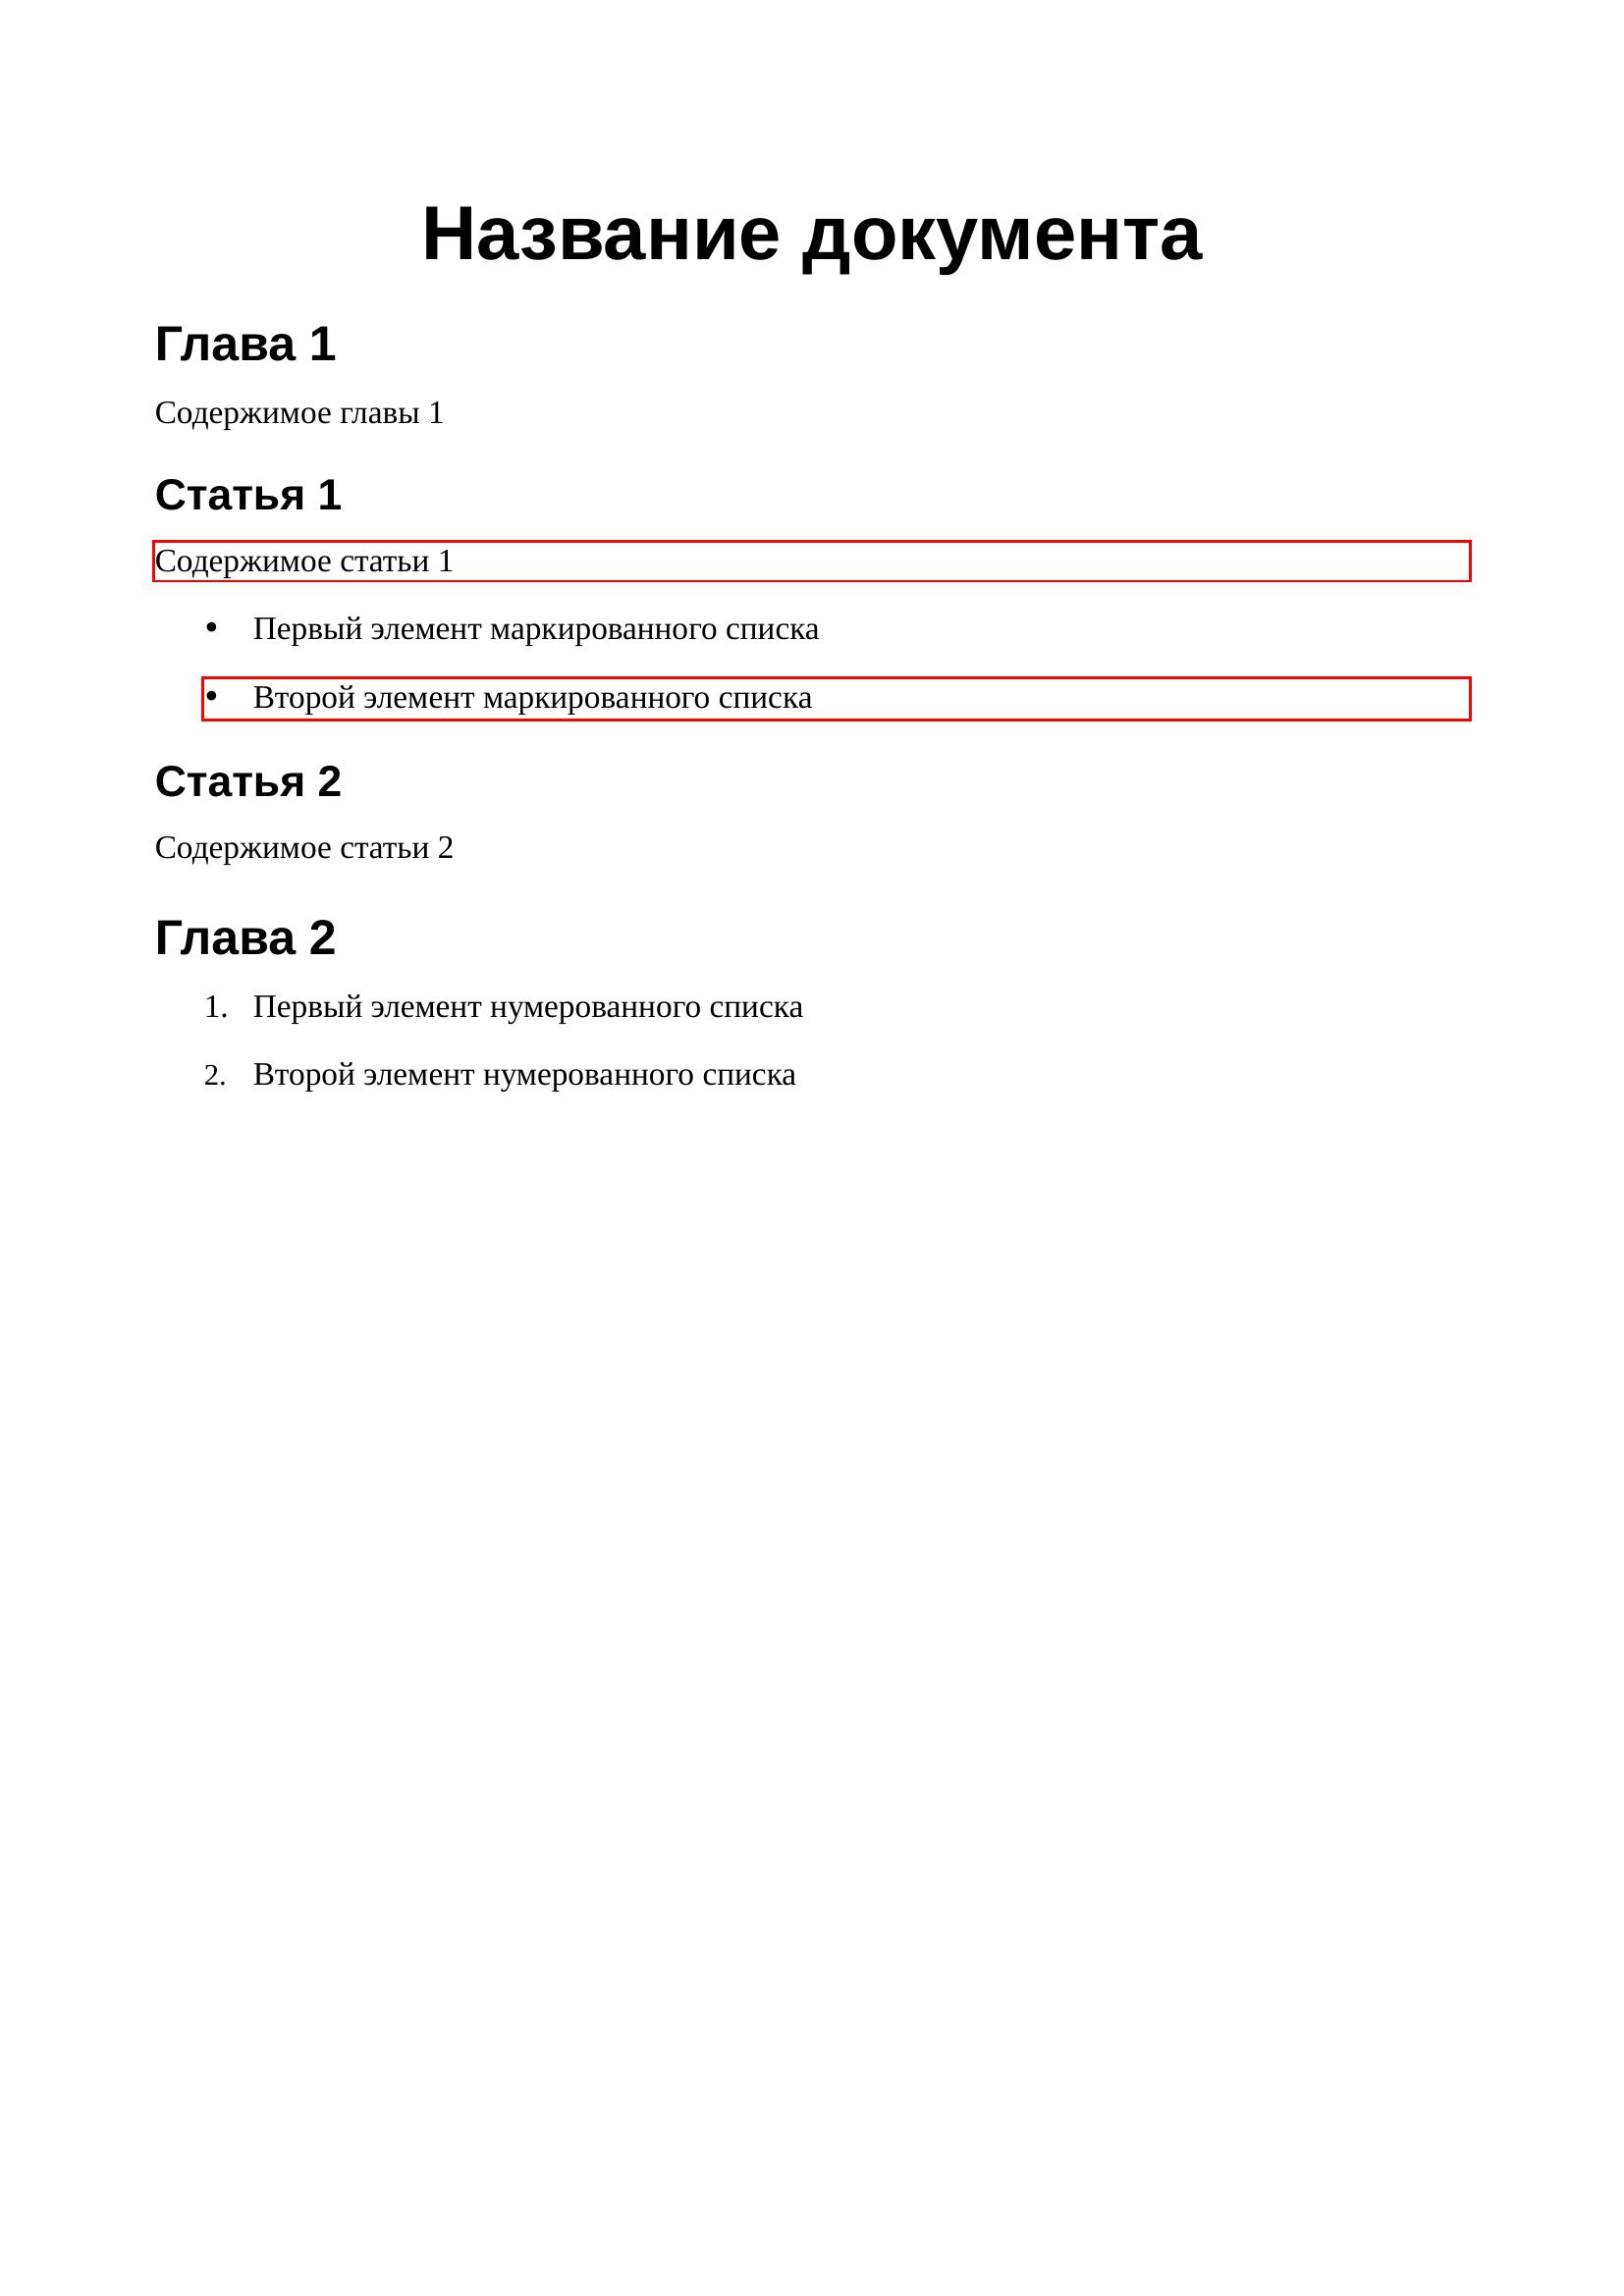 Название документа
Глава 1
Содержимое главы 1
Статья 1
Содержимое статьи 1
• Первый элемент маркированного списка
• Второй элемент маркированного списка
Статья 2
Содержимое статьи 2
Глава 2
1. Первый элемент нумерованного списка
2. Второй элемент нумерованного списка